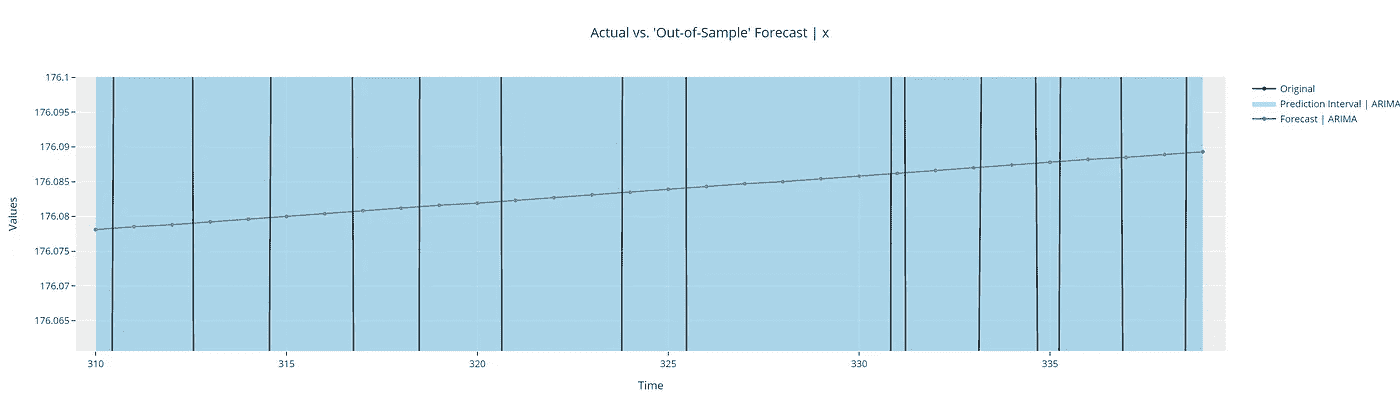 Actual vs. 'Out-of-Sample' Forecast | x
176.1
176.095
176.09
176.085
176.08
176.075
176.07
176.065
Values
310
315
320
325
330
335
Time
Original
Prediction Interval | ARIMA
Forecast | ARIMA